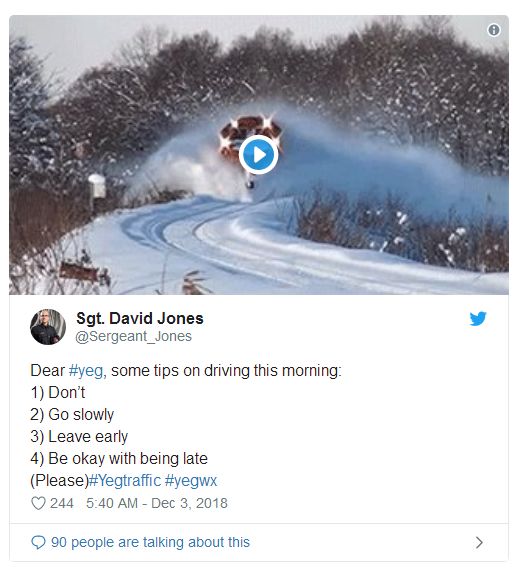 Sgt. David Jones
@Sergeant_Jones
Dear #yeg, some tips on driving this morning:
1) Don't
2) Go slowly
3) Leave early
4) Be okay with being late
(Please)#Yegtraffic #yegwx
244 5:40 AM - Dec 3, 2018
90 people are talking about this